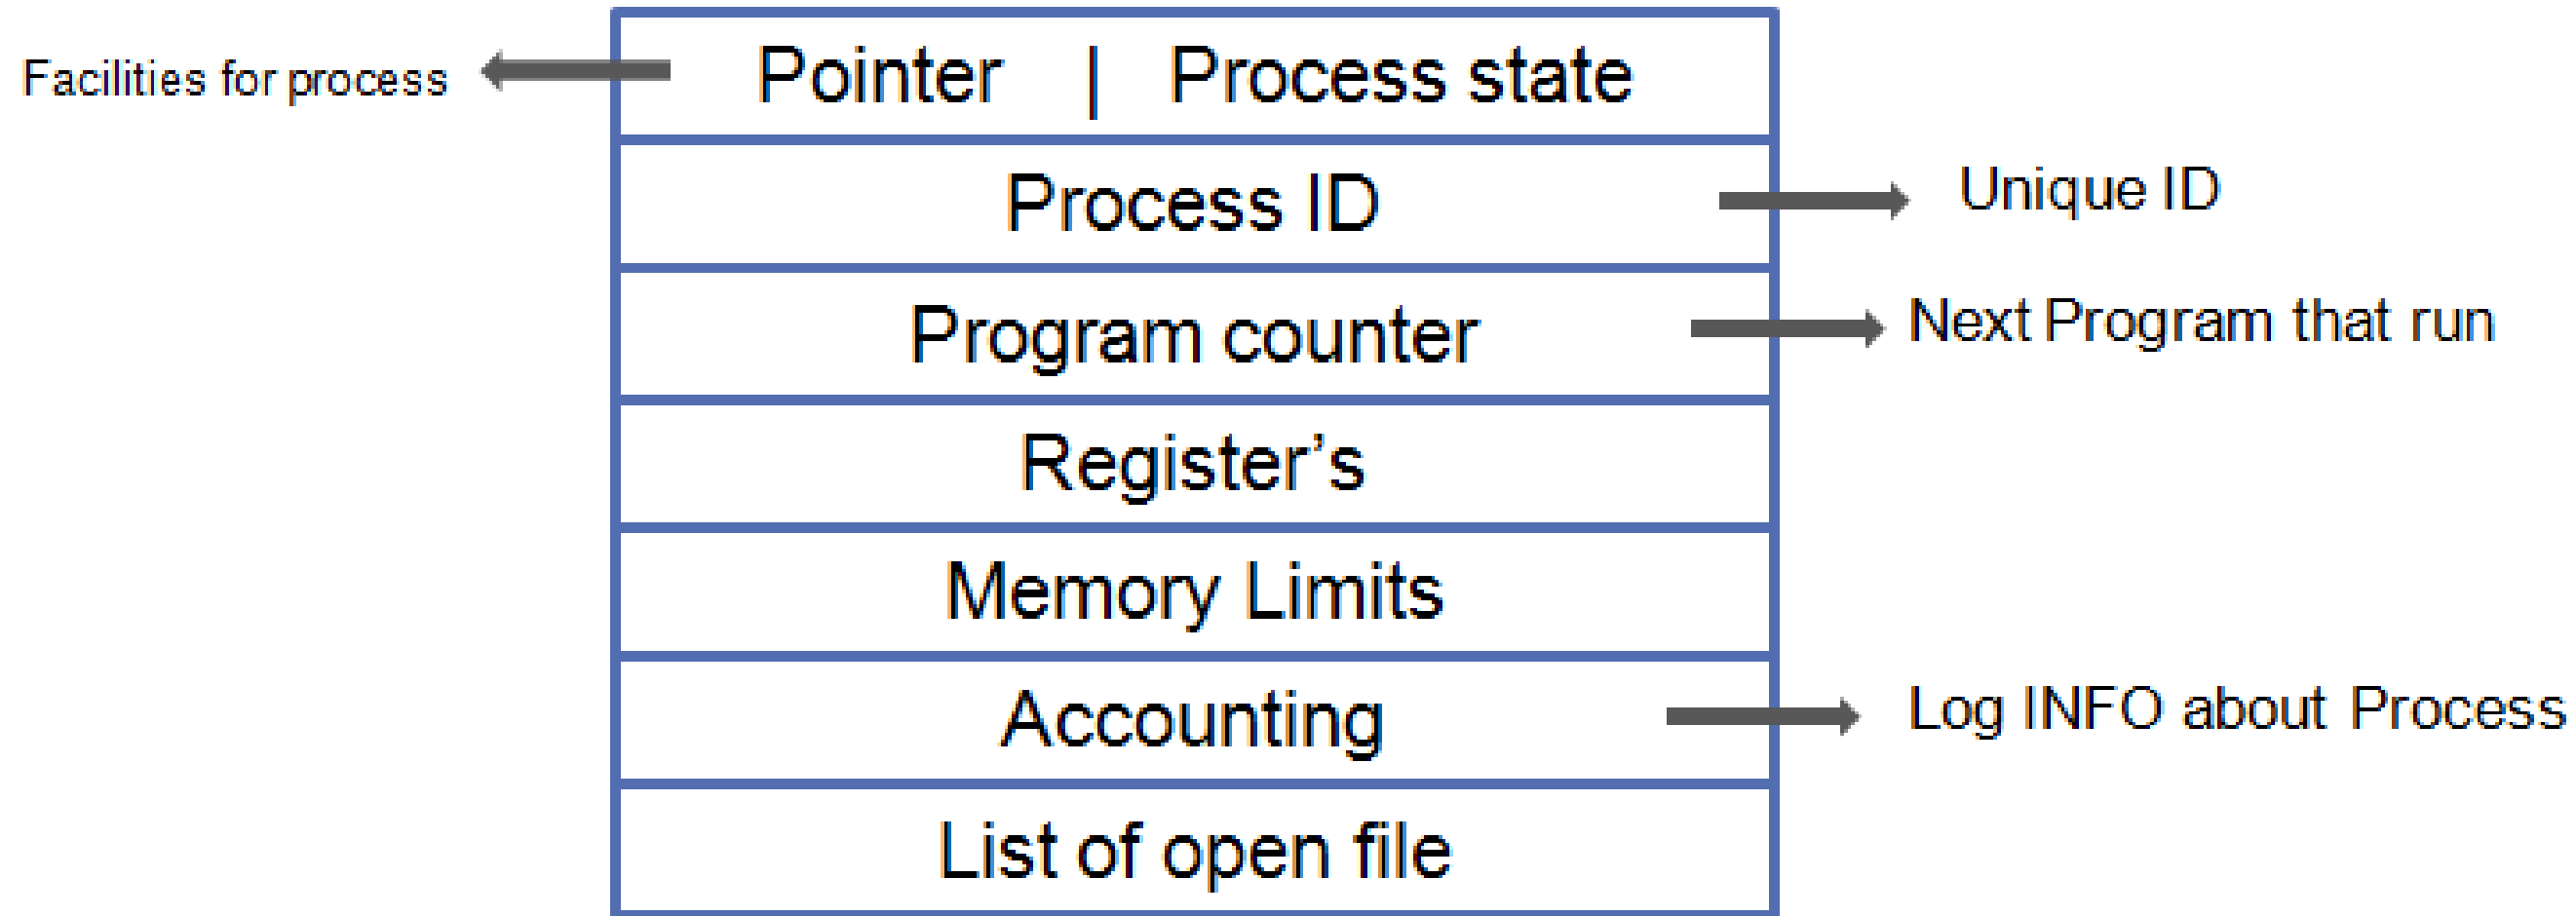 Facilities for process
Pointer | Process state
Process ID
Unique ID
Program counter
Next Program that run
Register’s
Memory Limits
Accounting
Log INFO about Process
List of open file